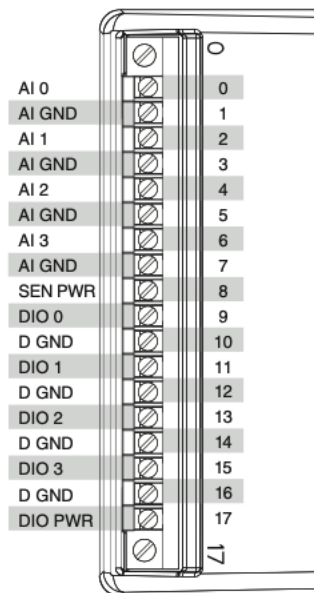 0
AI 0 0
AI GND 1
AI 1 2
AI GND 3
AI 2 4
AI GND 5
AI 3 6
AI GND 7
SEN PWR 8
DIO 0 9
D GND 10
DIO 1 11
D GND 12
DIO 2 13
D GND 14
DIO 3 15
D GND 16
DIO PWR 17
17